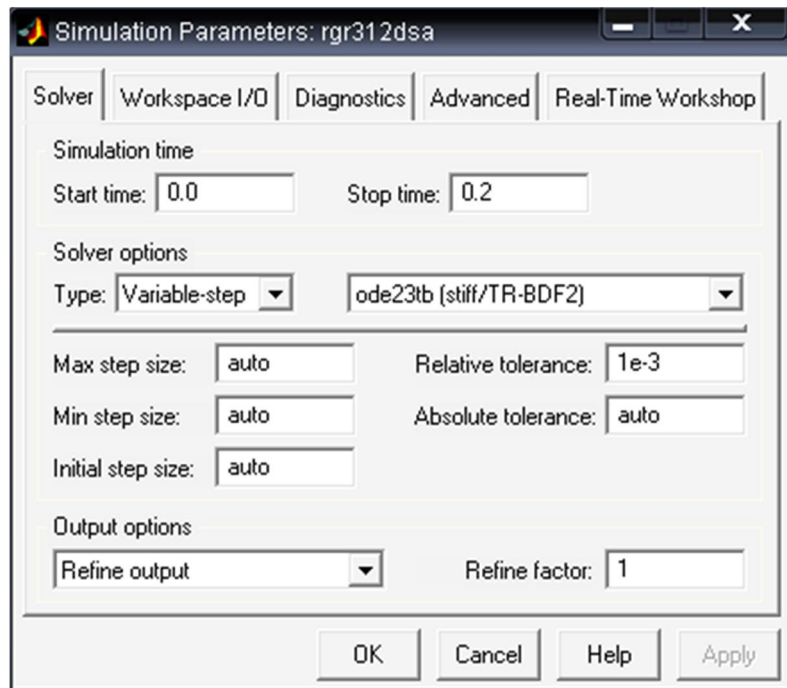 Simulation Parameters: rgr312dsa
Solver Workspace I/O Diagnostics Advanced Real-Time Workshop
Simulation time
Start time: 0.0 Stop time: 0.2
Solver options
Type: Variable-step ode23tb (stiff/TR-BDF2)
Max step size: auto Relative tolerance: 1e-3
Min step size: auto Absolute tolerance: auto
Initial step size: auto
Output options
Refine output Refine factor: 1
OK Cancel Help Apply